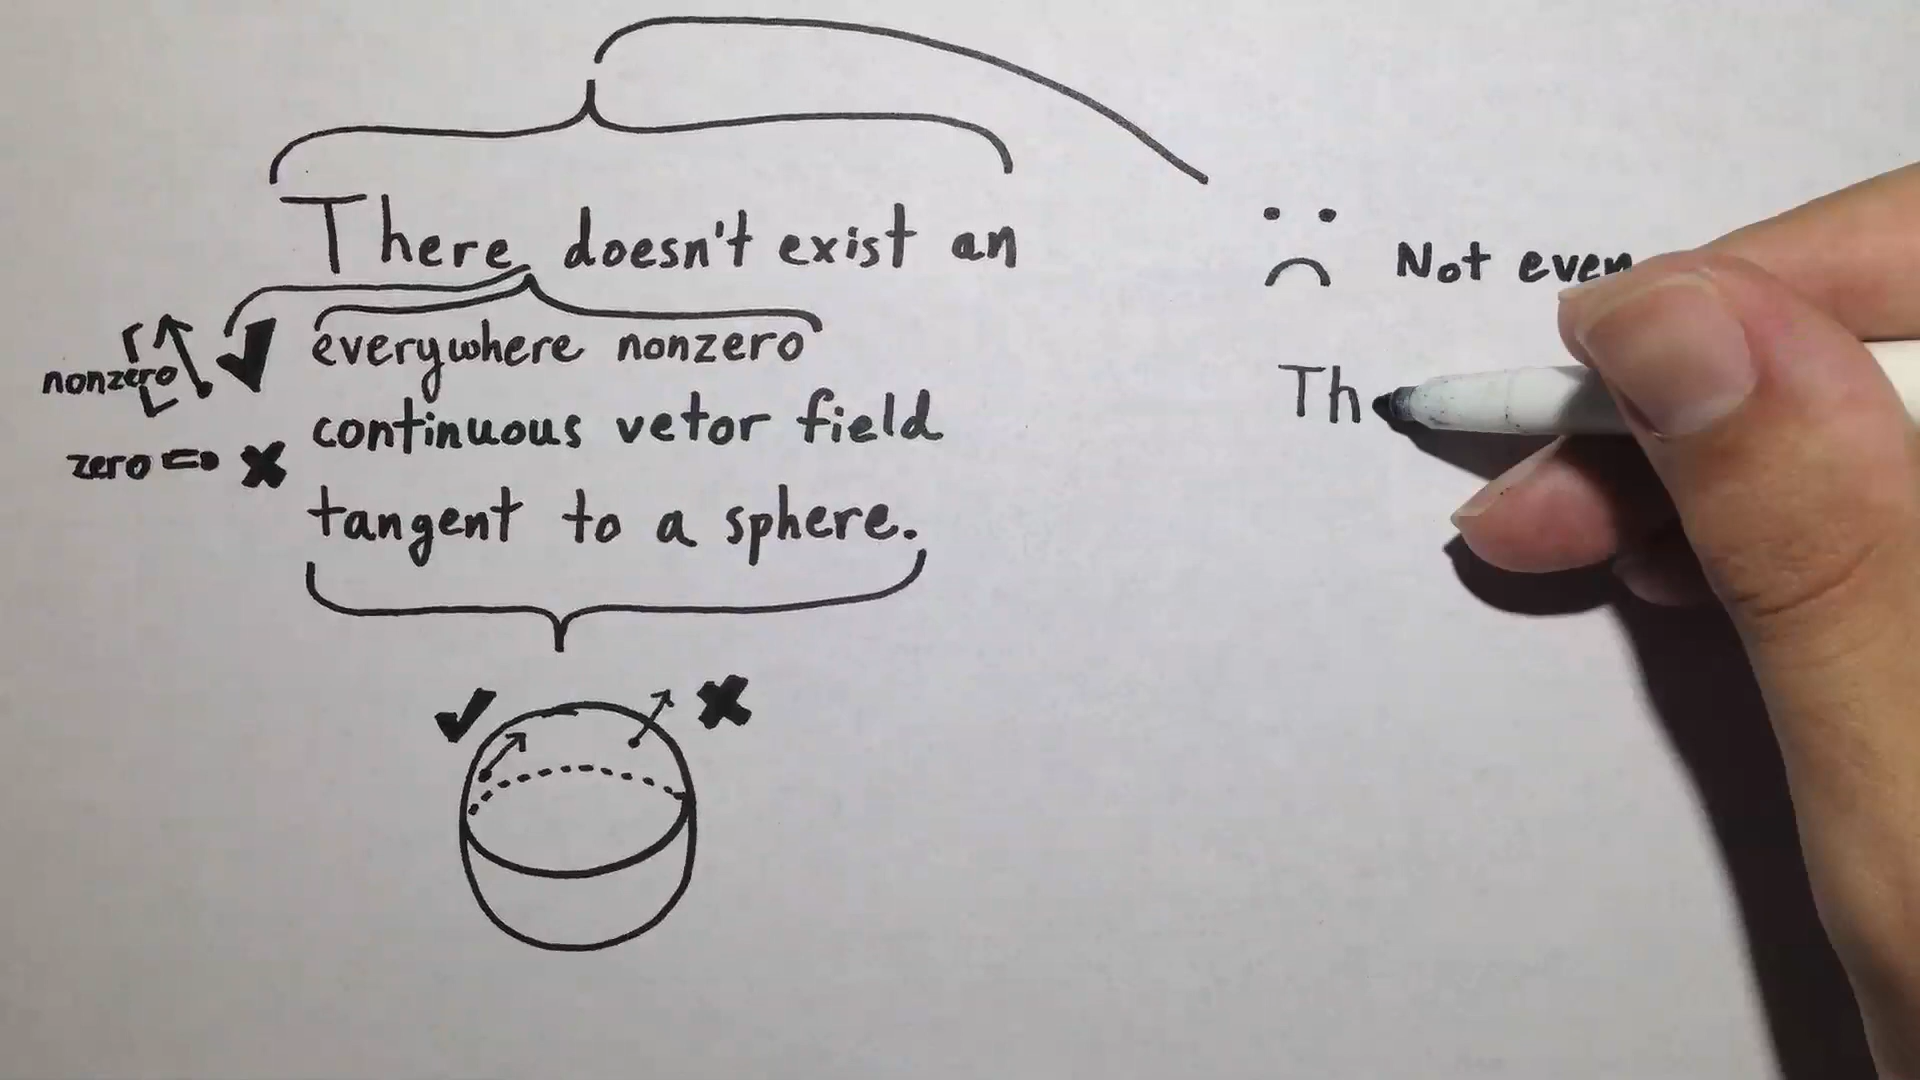 There doesn't exist an
everywhere nonzero
continuous vetor field
tangent to a sphere.
nonzero
zero
Not even
Th